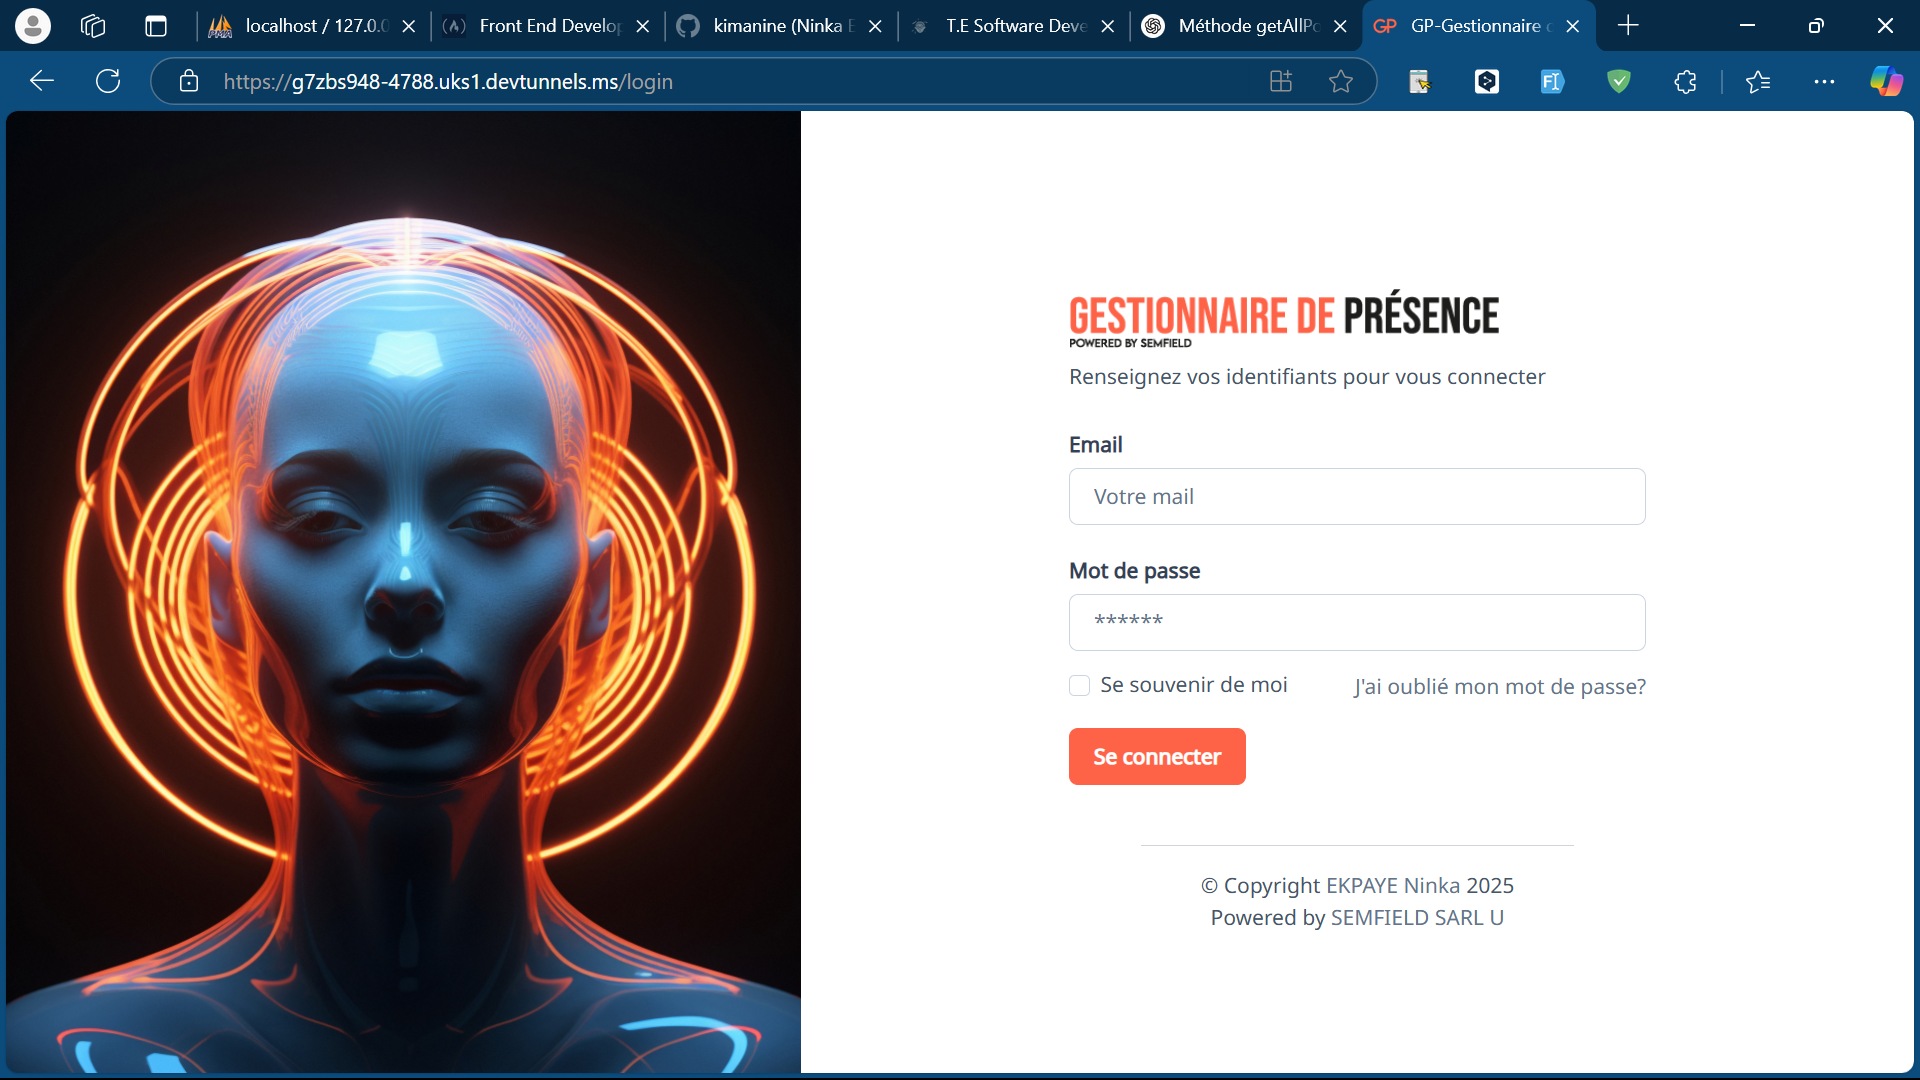 localhost / 127.0.0
Front End Develop
kimanine (Ninka E
T.E Software Deve
Méthode getAllPo
GP
GP-Gestionnaire d
https://g7zbs948-4788.uks1.devtunnels.ms/login
GESTIONNAIRE DE PRÉSENCE
POWERED BY SEMFIELD
Renseignez vos identifiants pour vous connecter
Email
Votre mail
Mot de passe
******
Se souvenir de moi
J'ai oublié mon mot de passe?
Se connecter
© Copyright EKPAYE Ninka 2025
Powered by SEMFIELD SARL U